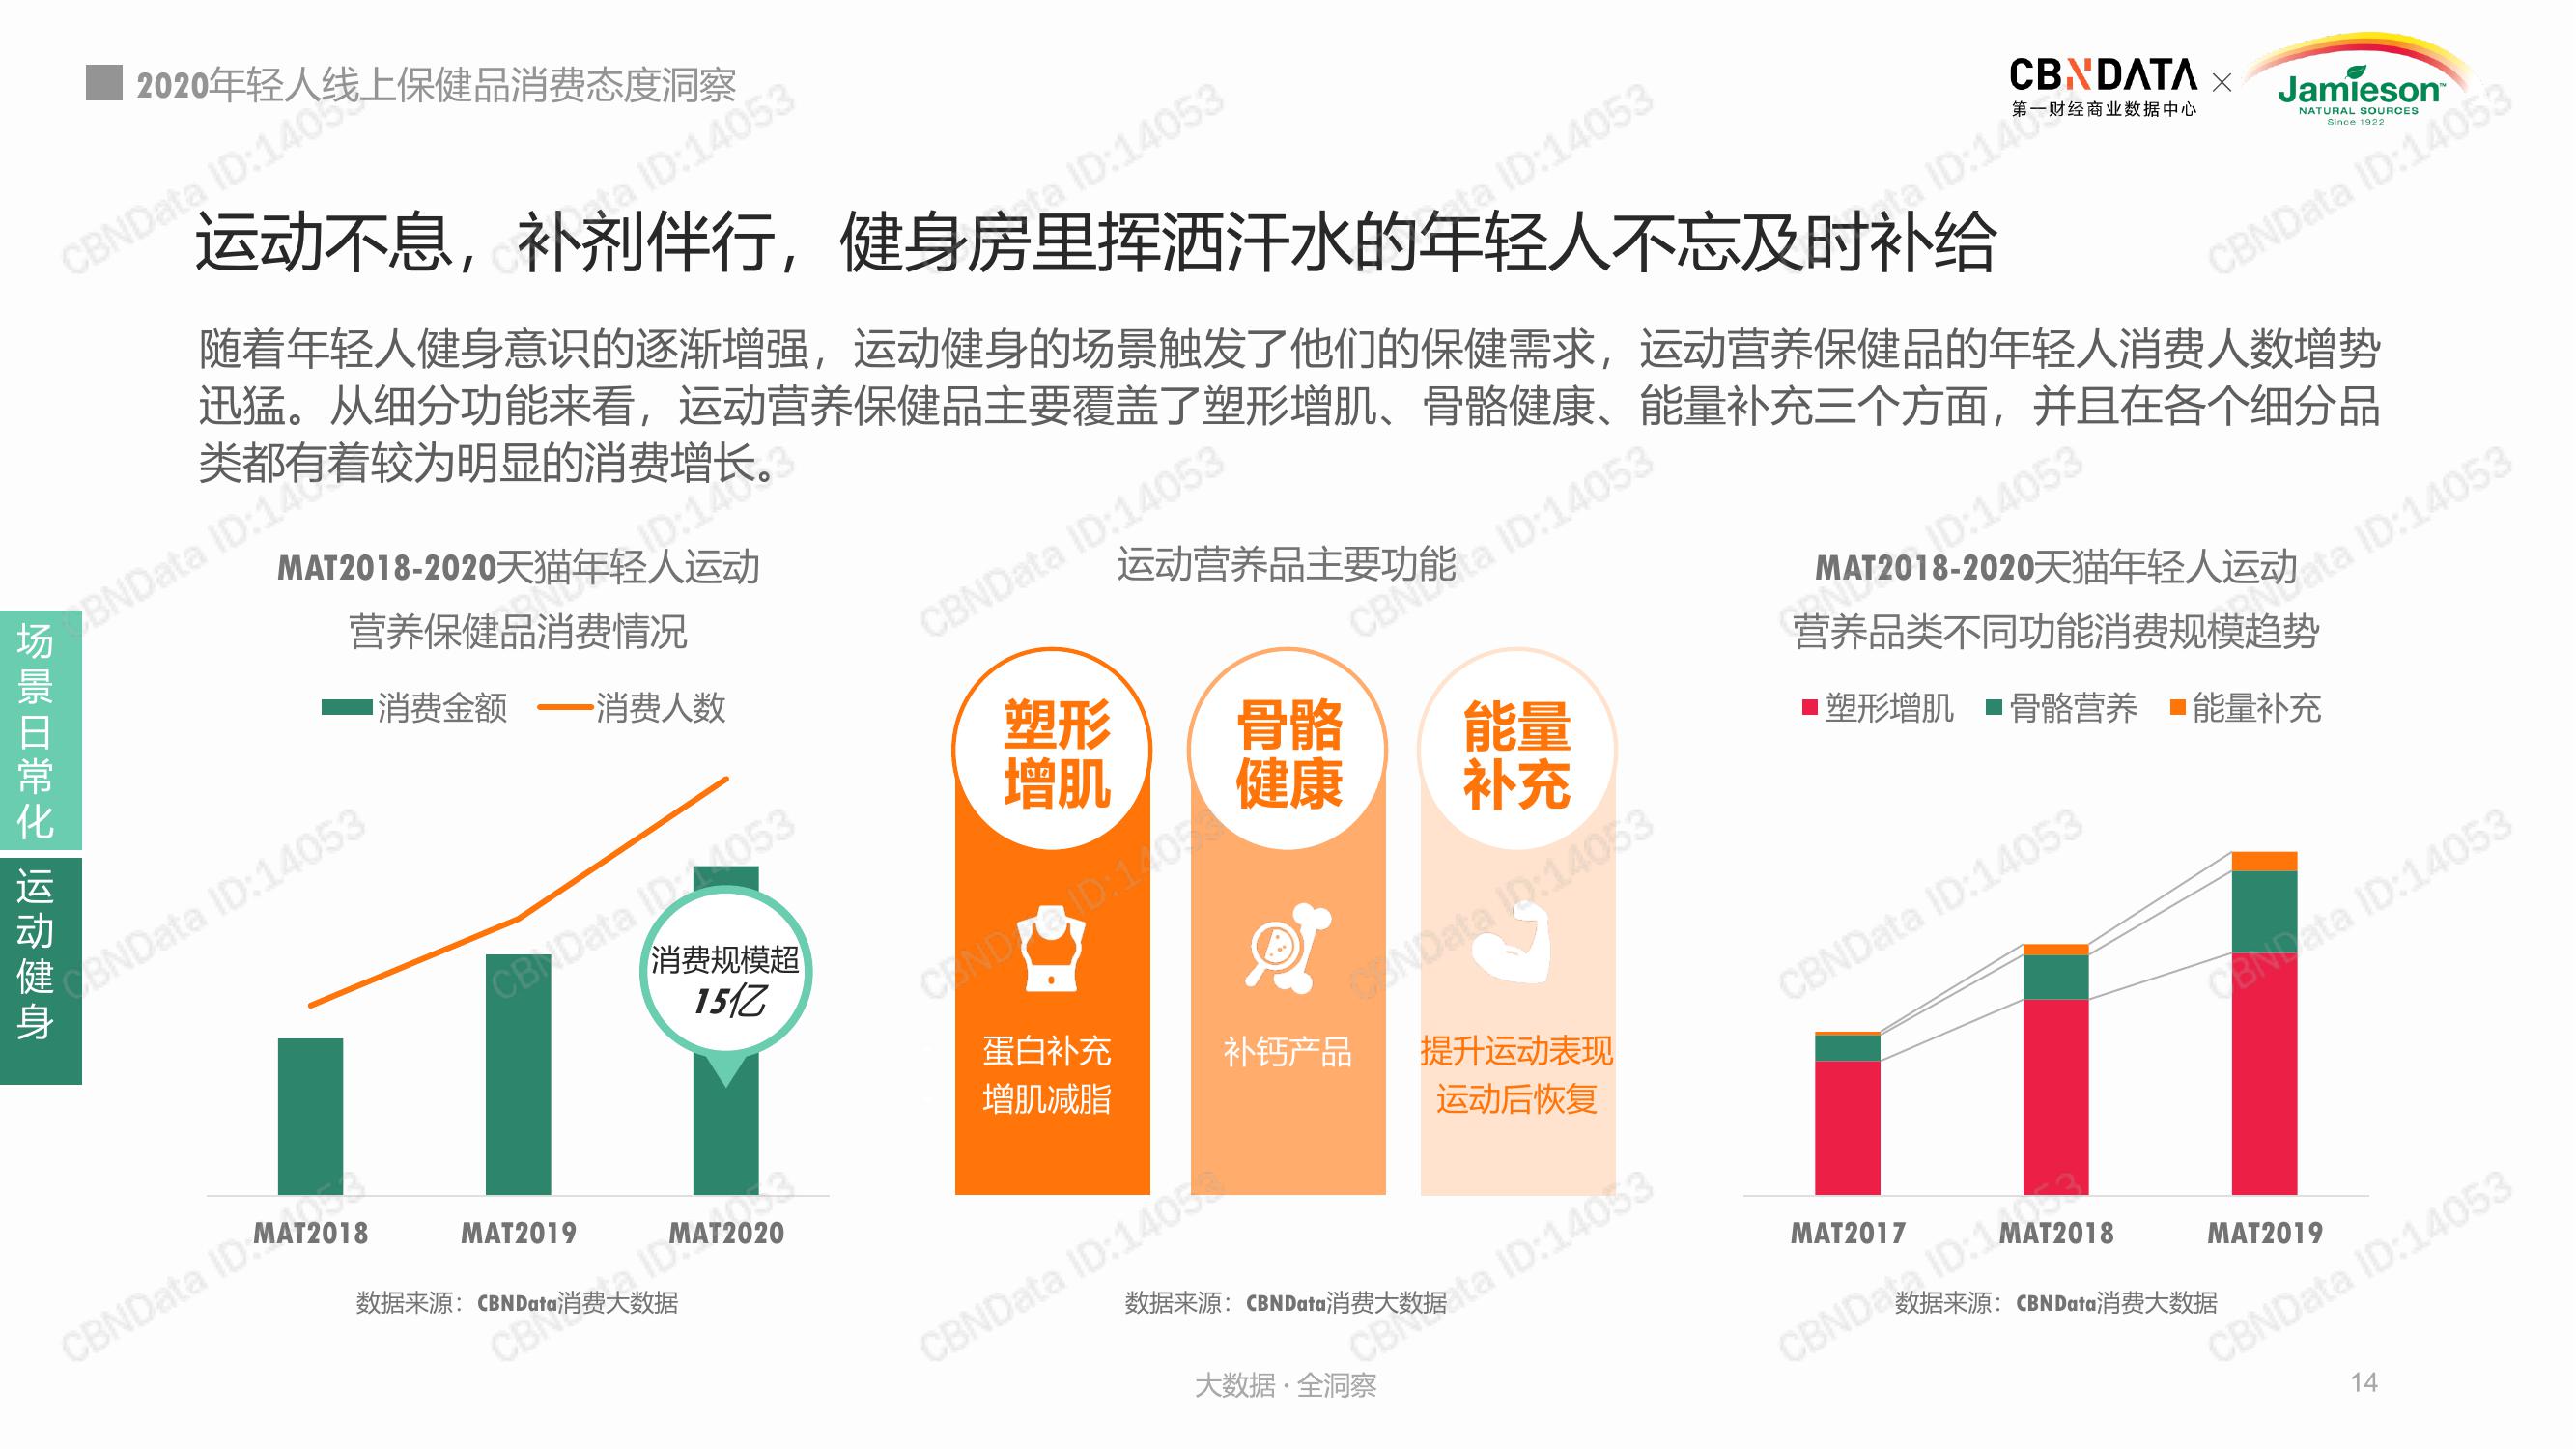 2020年轻人线上保健品消费态度洞察
CBNDATA
第一财经商业数据中心
×
Jamieson™
NATURAL SOURCES
Since 1922
运动不息，补剂伴行，健身房里挥洒汗水的年轻人不忘及时补给
随着年轻人健身意识的逐渐增强，运动健身的场景触发了他们的保健需求，运动营养保健品的年轻人消费人数增势
迅猛。从细分功能来看，运动营养保健品主要覆盖了塑形增肌、骨骼健康、能量补充三个方面，并且在各个细分品
类都有着较为明显的消费增长。
场景日常化
运动健身
MAT2018-2020天猫年轻人运动
营养保健品消费情况
消费金额 消费人数
消费规模超
15亿
MAT2018 MAT2019 MAT2020
数据来源：CBNData消费大数据
运动营养品主要功能
塑形
增肌
蛋白补充
增肌减脂
骨骼
健康
补钙产品
能量
补充
提升运动表现
运动后恢复
数据来源：CBNData消费大数据
MAT2018-2020天猫年轻人运动
营养品类不同功能消费规模趋势
塑形增肌 骨骼营养 能量补充
MAT2017 MAT2018 MAT2019
数据来源：CBNData消费大数据
大数据·全洞察
14
CBNData ID:14053